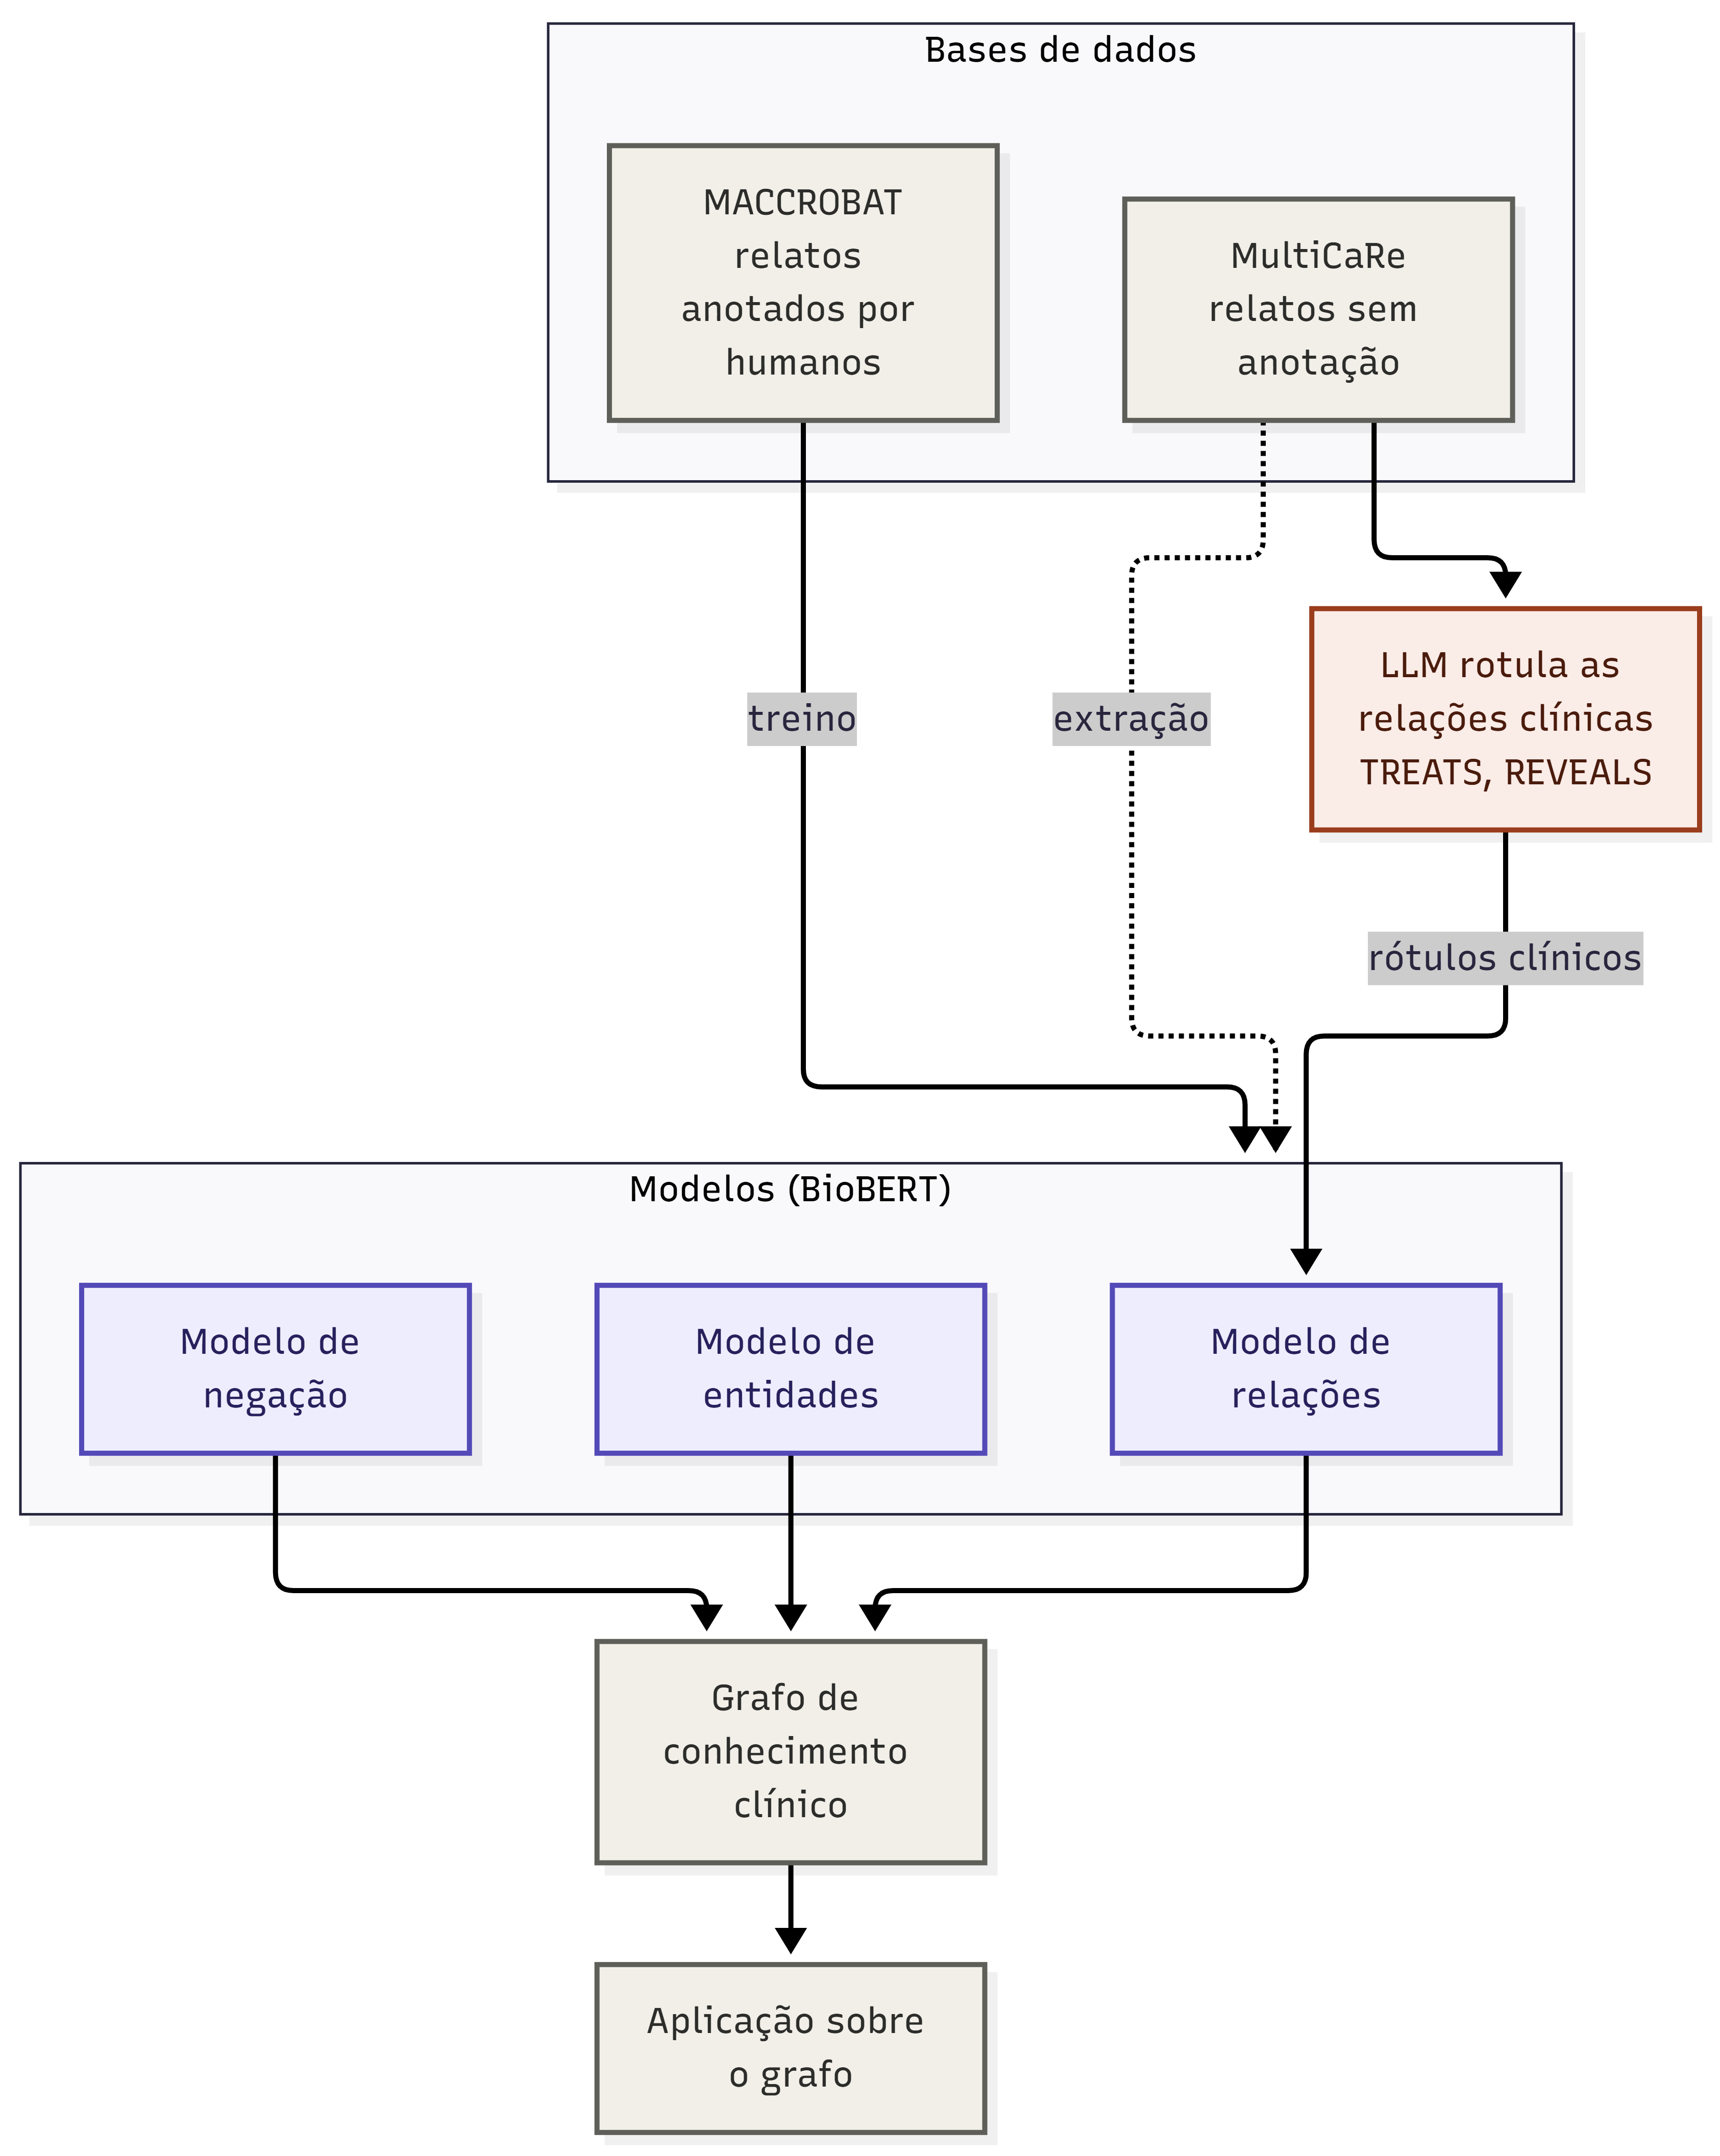 Bases de dados
MACCROBAT
relatos
anotados por
humanos
MultiCaRe
relatos sem
anotação
treino
extração
LLM rotula as
relações clínicas
TREATS, REVEALS
rótulos clínicos
Modelos (BioBERT)
Modelo de
negação
Modelo de
entidades
Modelo de
relações
Grafo de
conhecimento
clínico
Aplicação sobre
o grafo